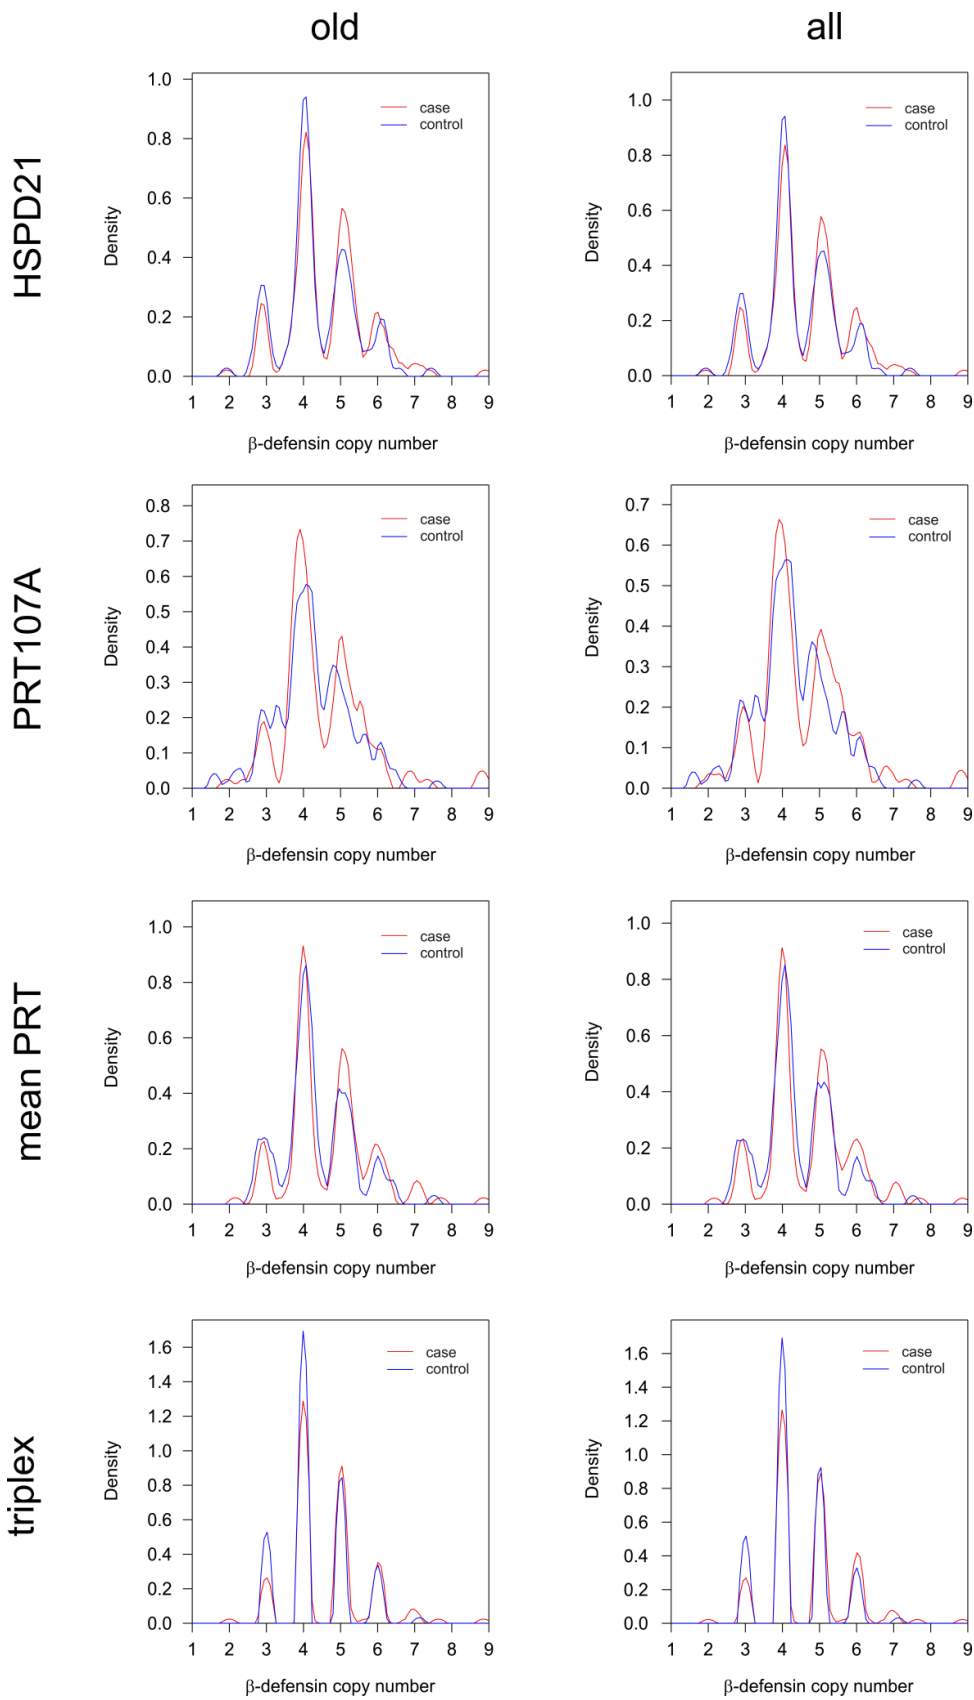 old all
HSPD21
1.0
0.8
0.6
0.4
0.2
0.0
Density
case
control
1 2 3 4 5 6 7 8 9
β-defensin copy number
1.0
0.8
0.6
0.4
0.2
0.0
Density
case
control
1 2 3 4 5 6 7 8 9
β-defensin copy number
PRT107A
0.8
0.7
0.6
0.5
0.4
0.3
0.2
0.1
0.0
Density
case
control
1 2 3 4 5 6 7 8 9
β-defensin copy number
0.7
0.6
0.5
0.4
0.3
0.2
0.1
0.0
Density
case
control
1 2 3 4 5 6 7 8 9
β-defensin copy number
mean PRT
1.0
0.8
0.6
0.4
0.2
0.0
Density
case
control
1 2 3 4 5 6 7 8 9
β-defensin copy number
1.0
0.8
0.6
0.4
0.2
0.0
Density
case
control
1 2 3 4 5 6 7 8 9
β-defensin copy number
triplex
1.6
1.4
1.2
1.0
0.8
0.6
0.4
0.2
0.0
Density
case
control
1 2 3 4 5 6 7 8 9
β-defensin copy number
1.6
1.4
1.2
1.0
0.8
0.6
0.4
0.2
0.0
Density
case
control
1 2 3 4 5 6 7 8 9
β-defensin copy number